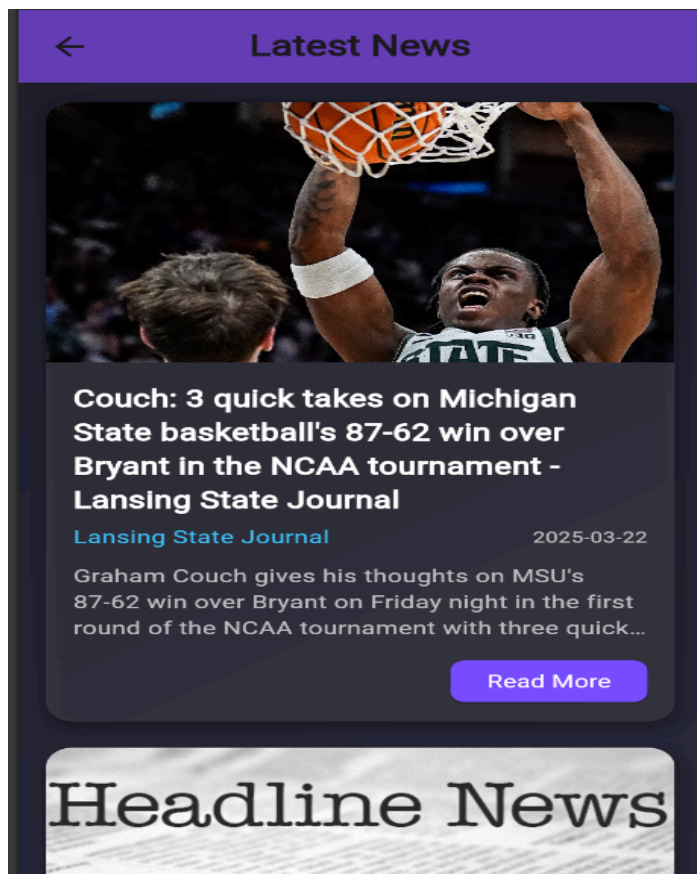 Latest News
STATE
Couch: 3 quick takes on Michigan
State basketball's 87-62 win over
Bryant in the NCAA tournament -
Lansing State Journal
Lansing State Journal
2025-03-22
Graham Couch gives his thoughts on MSU's
87-62 win over Bryant on Friday night in the first
round of the NCAA tournament with three quick...
Read More
Headline News